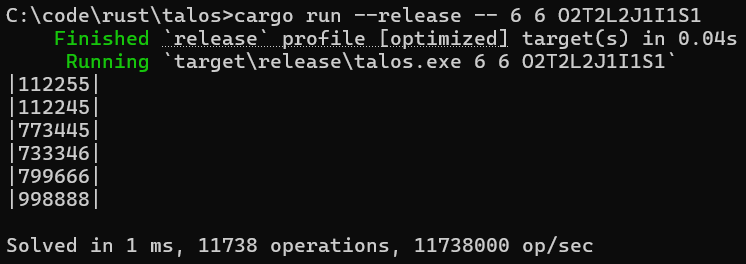 C:\code\rust\talos>cargo run --release -- 6 6 O2T2L2J1I1S1
    Finished `release` profile [optimized] target(s) in 0.04s
     Running `target\release\talos.exe 6 6 O2T2L2J1I1S1`
|112255|
|112245|
|773445|
|733346|
|799666|
|998888|

Solved in 1 ms, 11738 operations, 11738000 op/sec